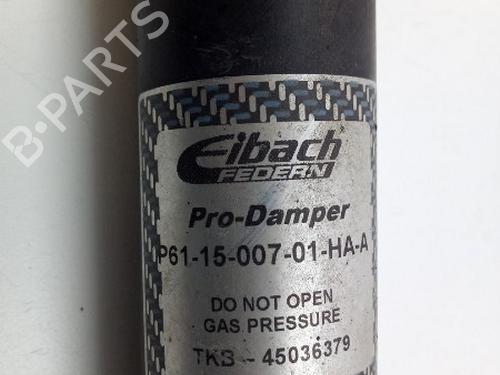 B-PARTS
Eibach
FEDERN
Pro-Damper
P61-15-007-01-HA-A
DO NOT OPEN
GAS PRESSURE
TKS - 45036379